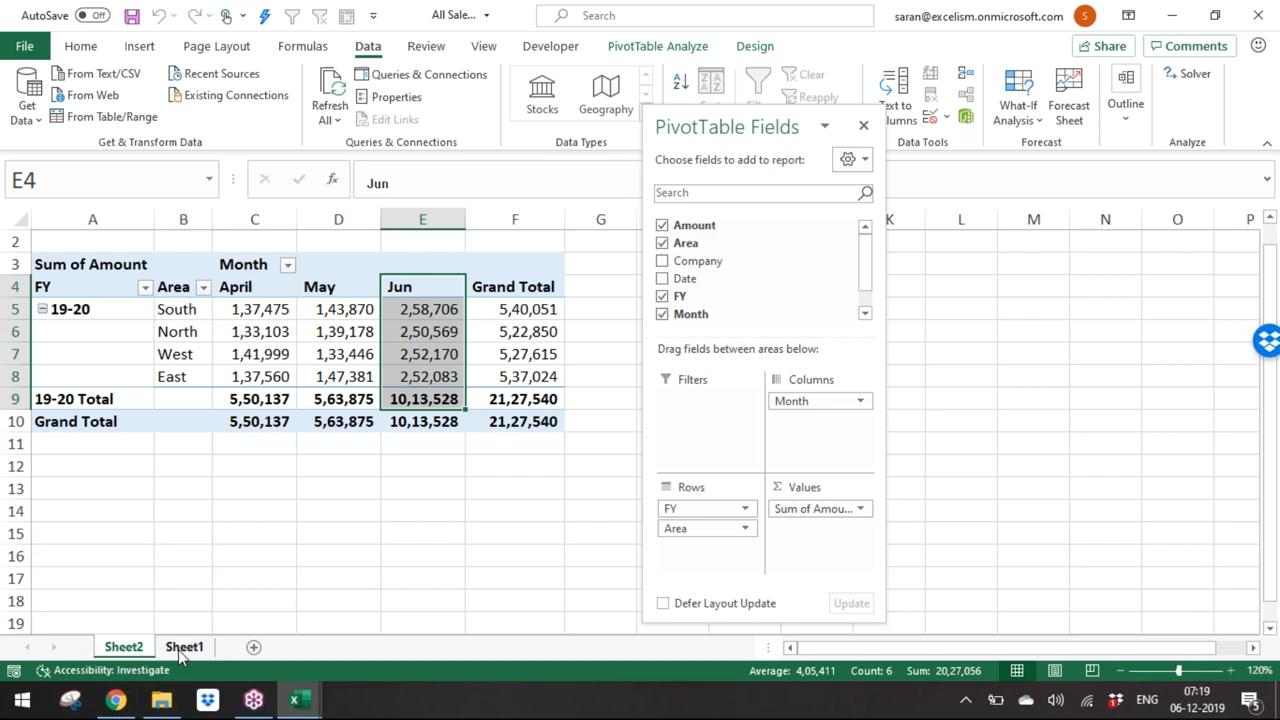 AutoSave Off All Sale... Search saran@excelism.onmicrosoft.com S
File Home Insert Page Layout Formulas Data Review View Developer PivotTable Analyze Design Share Comments
Get Data
From Text/CSV
From Web
From Table/Range
Recent Sources
Existing Connections
Get & Transform Data
Refresh All
Queries & Connections
Properties
Edit Links
Queries & Connections
Stocks Geography
Data Types
Clear
Reapply
Text to
Data Tools
What-If Analysis
Forecast Sheet
Forecast
Outline
Solver
Analyze
E4 fx Jun
A B C D E F G K L M N O P
2
3 Sum of Amount Month
4 FY Area April May Jun Grand Total
5 19-20 South 1,37,475 1,43,870 2,58,706 5,40,051
6 North 1,33,103 1,39,178 2,50,569 5,22,850
7 West 1,41,999 1,33,446 2,52,170 5,27,615
8 East 1,37,560 1,47,381 2,52,083 5,37,024
9 19-20 Total 5,50,137 5,63,875 10,13,528 21,27,540
10 Grand Total 5,50,137 5,63,875 10,13,528 21,27,540
11
12
13
14
15
16
17
18
19
PivotTable Fields
Choose fields to add to report:
Search
Amount
Area
Company
Date
FY
Month
Drag fields between areas below:
Filters Columns
Month
Rows Σ Values
FY Sum of Amou...
Area
Defer Layout Update Update
Sheet2 Sheet1
Accessibility: Investigate Average: 4,05,411 Count: 6 Sum: 20,27,056 120%
ENG 07:19
06-12-2019 5